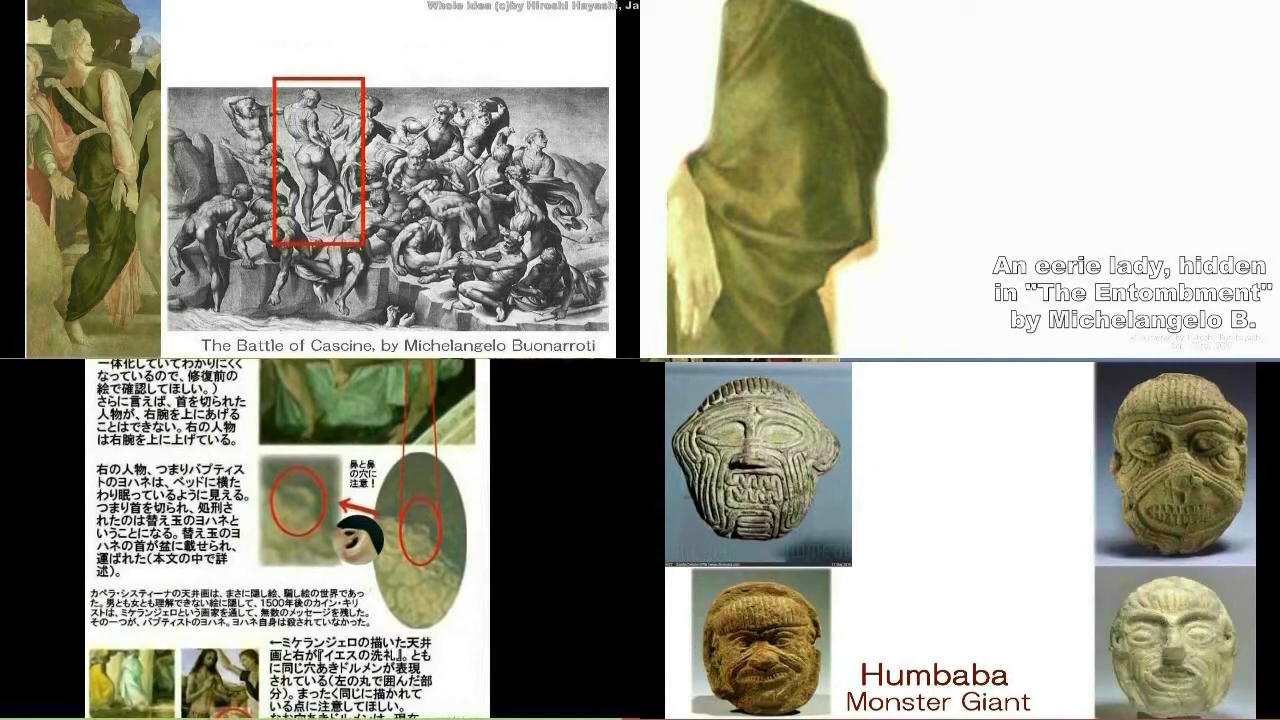 Whole idea (c)by Hiroshi Hayashi, Ja
The Battle of Cascine, by Michelangelo Buonarroti
An eerie lady, hidden
in "The Entombment"
by Michelangelo B.
一体化していてわかりにくく
なっているので、修復前の
絵で確認してほしい。)
さらに言えば、首を切られた
人物が、右腕を上にあげる
ことはできない。右の人物
は右腕を上に上げている。
右の人物、つまりバプティス
トのヨハネは、ベッドに横た
わり眠っているように見える。
つまり首を切られ、処刑さ
れたのは替え玉のヨハネと
いうことになる。替え玉のヨ
ハネの首が盆に載せられ、
運ばれた(本文の中で詳
述)。
鼻と鼻
の穴に
注意!
カペラ・システィーナの天井画は、まさに隠し絵、騙し絵の世界であっ
た。男とも女とも理解できない絵に隠して、1500年後のカイン・キリ
ストは、ミケランジェロという画家を通して、無数のメッセージを残した。
その一つが、バプティストのヨハネ。ヨハネ自身は殺されていなかった。
←ミケランジェロの描いた天井
画と右が『イエスの洗礼』。とも
に同じ穴あきドルメンが表現
されている(左の丸で囲んだ部
分)。まったく同じに描かれて
いる点に注意してほしい。
Humbaba
Monster Giant